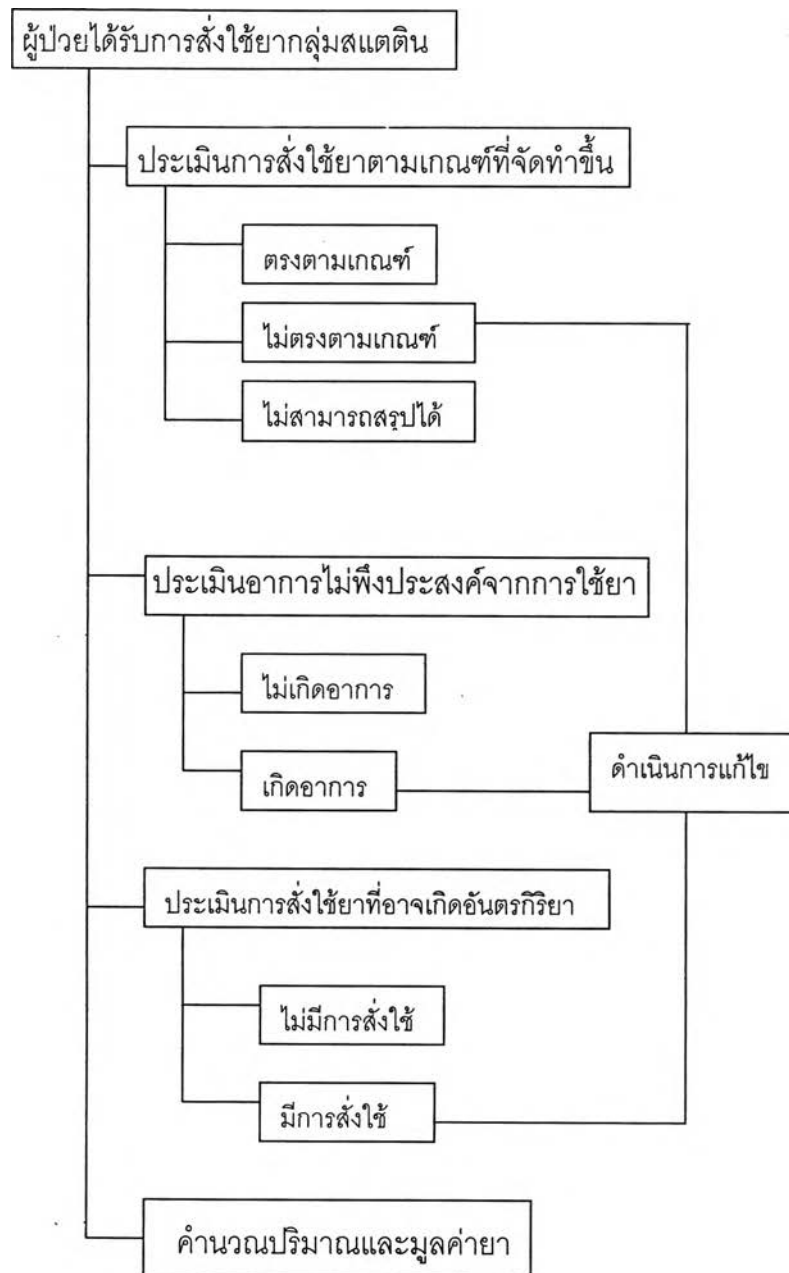 ผู้ป่วยได้รับการสั่งใช้ยากลุ่มสแตติน
ประเมินการสั่งใช้ยาตามเกณฑ์ที่จัดทำขึ้น
ตรงตามเกณฑ์
ไม่ตรงตามเกณฑ์
ไม่สามารถสรุปได้
ประเมินอาการไม่พึงประสงค์จากการใช้ยา
ไม่เกิดอาการ
ดำเนินการแก้ไข
เกิดอาการ
ประเมินการสั่งใช้ยาที่อาจเกิดอันตรกิริยา
ไม่มีการสั่งใช้
มีการสั่งใช้
คำนวณปริมาณและมูลค่ายา